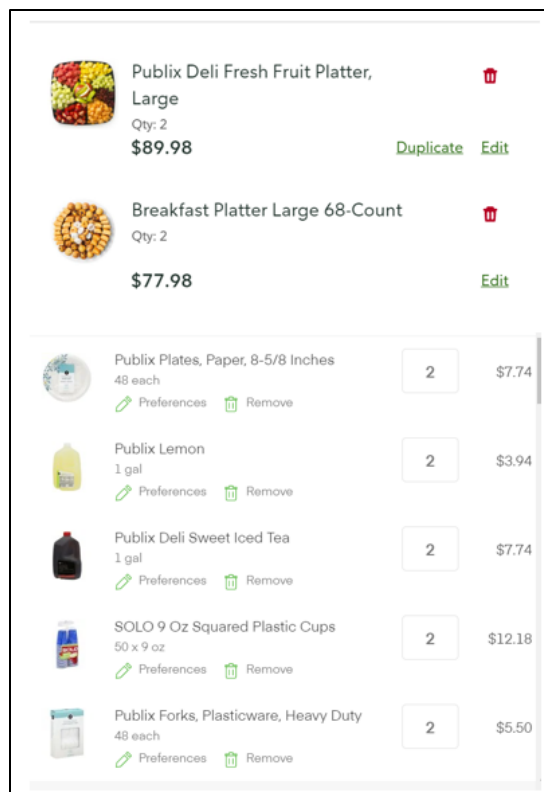 Publix Deli Fresh Fruit Platter,
Large
Qty: 2
$89.98
Duplicate Edit
Breakfast Platter Large 68-Count
Qty: 2
$77.98
Edit
Publix Plates, Paper, 8-5/8 Inches
48 each
2 $7.74
Preferences Remove
Publix Lemon
1 gal
2 $3.94
Preferences Remove
Publix Deli Sweet Iced Tea
1 gal
2 $7.74
Preferences Remove
SOLO 9 Oz Squared Plastic Cups
50 x 9 oz
2 $12.18
Preferences Remove
Publix Forks, Plasticware, Heavy Duty
48 each
2 $5.50
Preferences Remove